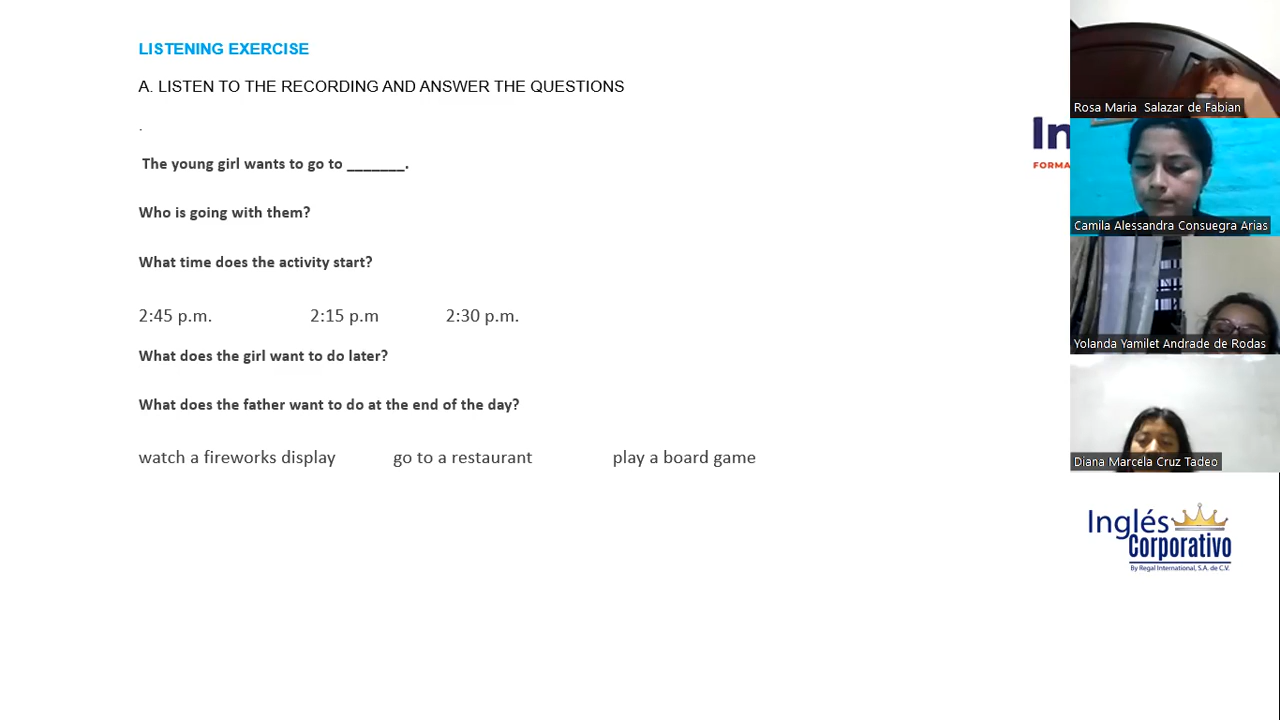 LISTENING EXERCISE
A. LISTEN TO THE RECORDING AND ANSWER THE QUESTIONS
.
The young girl wants to go to _______.
Who is going with them?
What time does the activity start?
2:45 p.m. 2:15 p.m 2:30 p.m.
What does the girl want to do later?
What does the father want to do at the end of the day?
watch a fireworks display go to a restaurant play a board game
In
FORMA
Rosa Maria Salazar de Fabian
Camila Alessandra Consuegra Arias
Yolanda Yamilet Andrade de Rodas
Diana Marcela Cruz Tadeo
Inglés
Corporativo
By Regal International, S.A. de C.V.